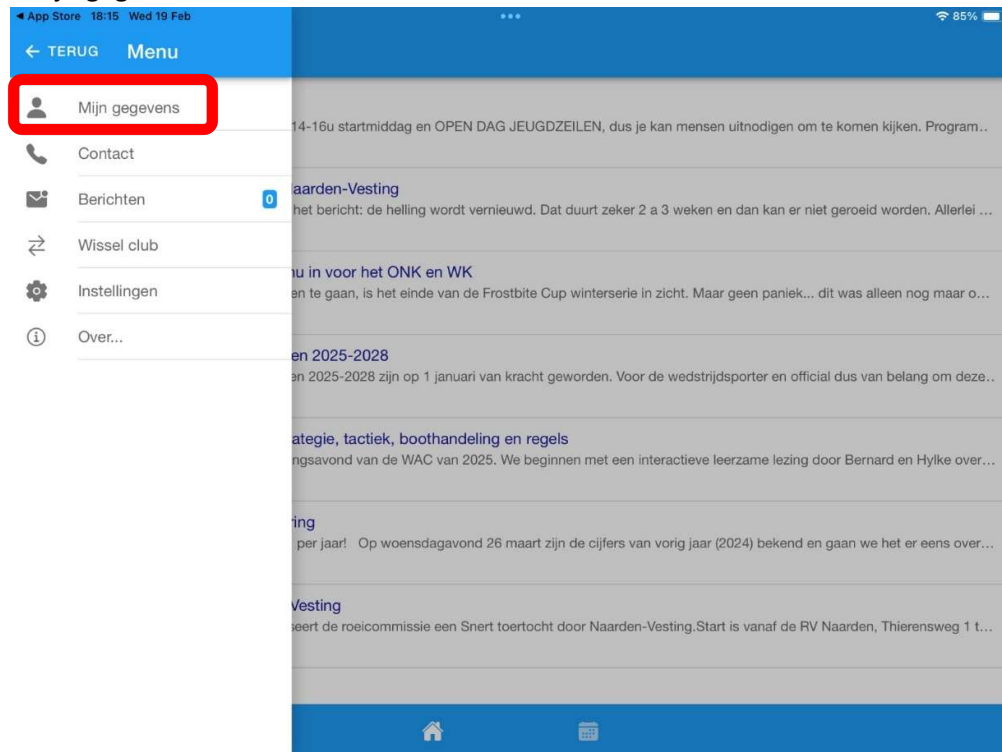 ◄ App Store 18:15 Wed 19 Feb
85%
← TERUG Menu
Mijn gegevens
Contact
Berichten 0
Wissel club
Instellingen
Over...
14-16u startmiddag en OPEN DAG JEUGDZEILEN, dus je kan mensen uitnodigen om te komen kijken. Program..
aarden-Vesting
het bericht: de helling wordt vernieuwd. Dat duurt zeker 2 a 3 weken en dan kan er niet geroeid worden. Allerlei ...
nu in voor het ONK en WK
en te gaan, is het einde van de Frostbite Cup winterserie in zicht. Maar geen paniek... dit was alleen nog maar o...
en 2025-2028
en 2025-2028 zijn op 1 januari van kracht geworden. Voor de wedstrijdsporter en official dus van belang om deze..
ategie, tactiek, boothandeling en regels
ngsavond van de WAC van 2025. We beginnen met een interactieve leerzame lezing door Bernard en Hylke over...
ring
per jaar! Op woensdagavond 26 maart zijn de cijfers van vorig jaar (2024) bekend en gaan we het er eens over...
Vesting
seert de roeicommissie een Snert toertocht door Naarden-Vesting.Start is vanaf de RV Naarden, Thierensweg 1 t...